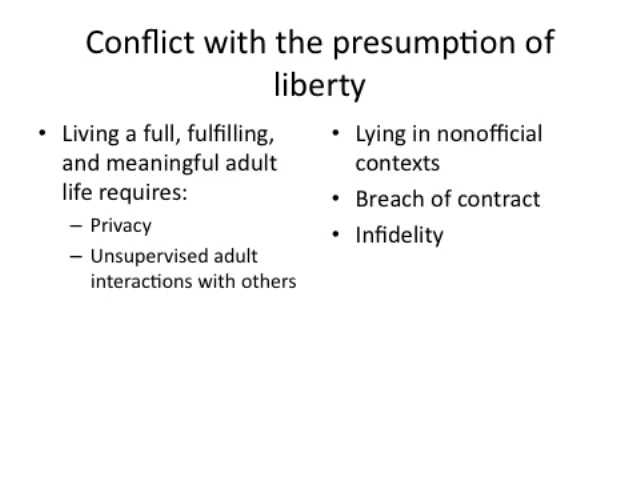 Conflict with the presumption of
liberty
• Living a full, fulfilling,
and meaningful adult
life requires:
– Privacy
– Unsupervised adult
interactions with others
• Lying in nonofficial
contexts
• Breach of contract
• Infidelity